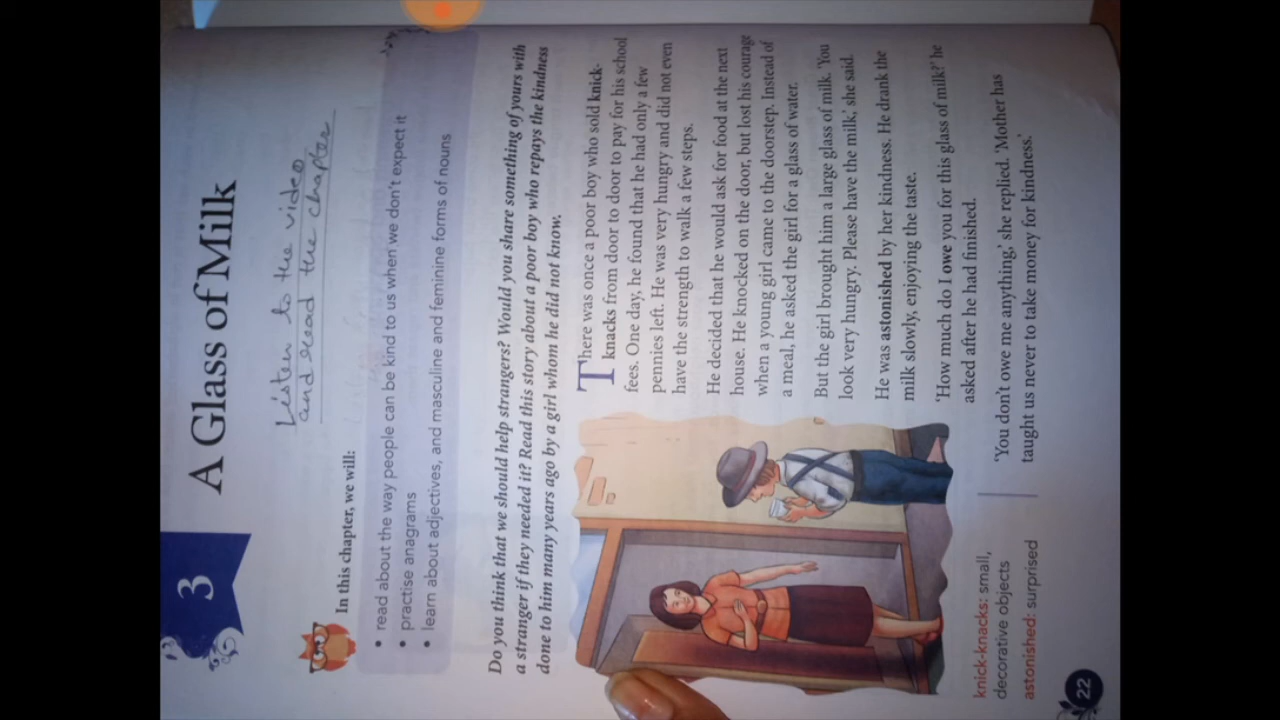 3
A Glass of Milk
Listen to the video
and read the chapter
In this chapter, we will:
• read about the way people can be kind to us when we don't expect it
• practise anagrams
• learn about adjectives, and masculine and feminine forms of nouns
Do you think that we should help strangers? Would you share something of yours with
a stranger if they needed it? Read this story about a poor boy who repays the kindness
done to him many years ago by a girl whom he did not know.
There was once a poor boy who sold knick-
knacks from door to door to pay for his school
fees. One day, he found that he had only a few
pennies left. He was very hungry and did not even
have the strength to walk a few steps.
He decided that he would ask for food at the next
house. He knocked on the door, but lost his courage
when a young girl came to the doorstep. Instead of
a meal, he asked the girl for a glass of water.
But the girl brought him a large glass of milk. 'You
look very hungry. Please have the milk,' she said.
He was astonished by her kindness. He drank the
milk slowly, enjoying the taste.
'How much do I owe you for this glass of milk?' he
asked after he had finished.
'You don't owe me anything,' she replied. 'Mother has
taught us never to take money for kindness.'
knick-knacks: small,
decorative objects
astonished: surprised
22